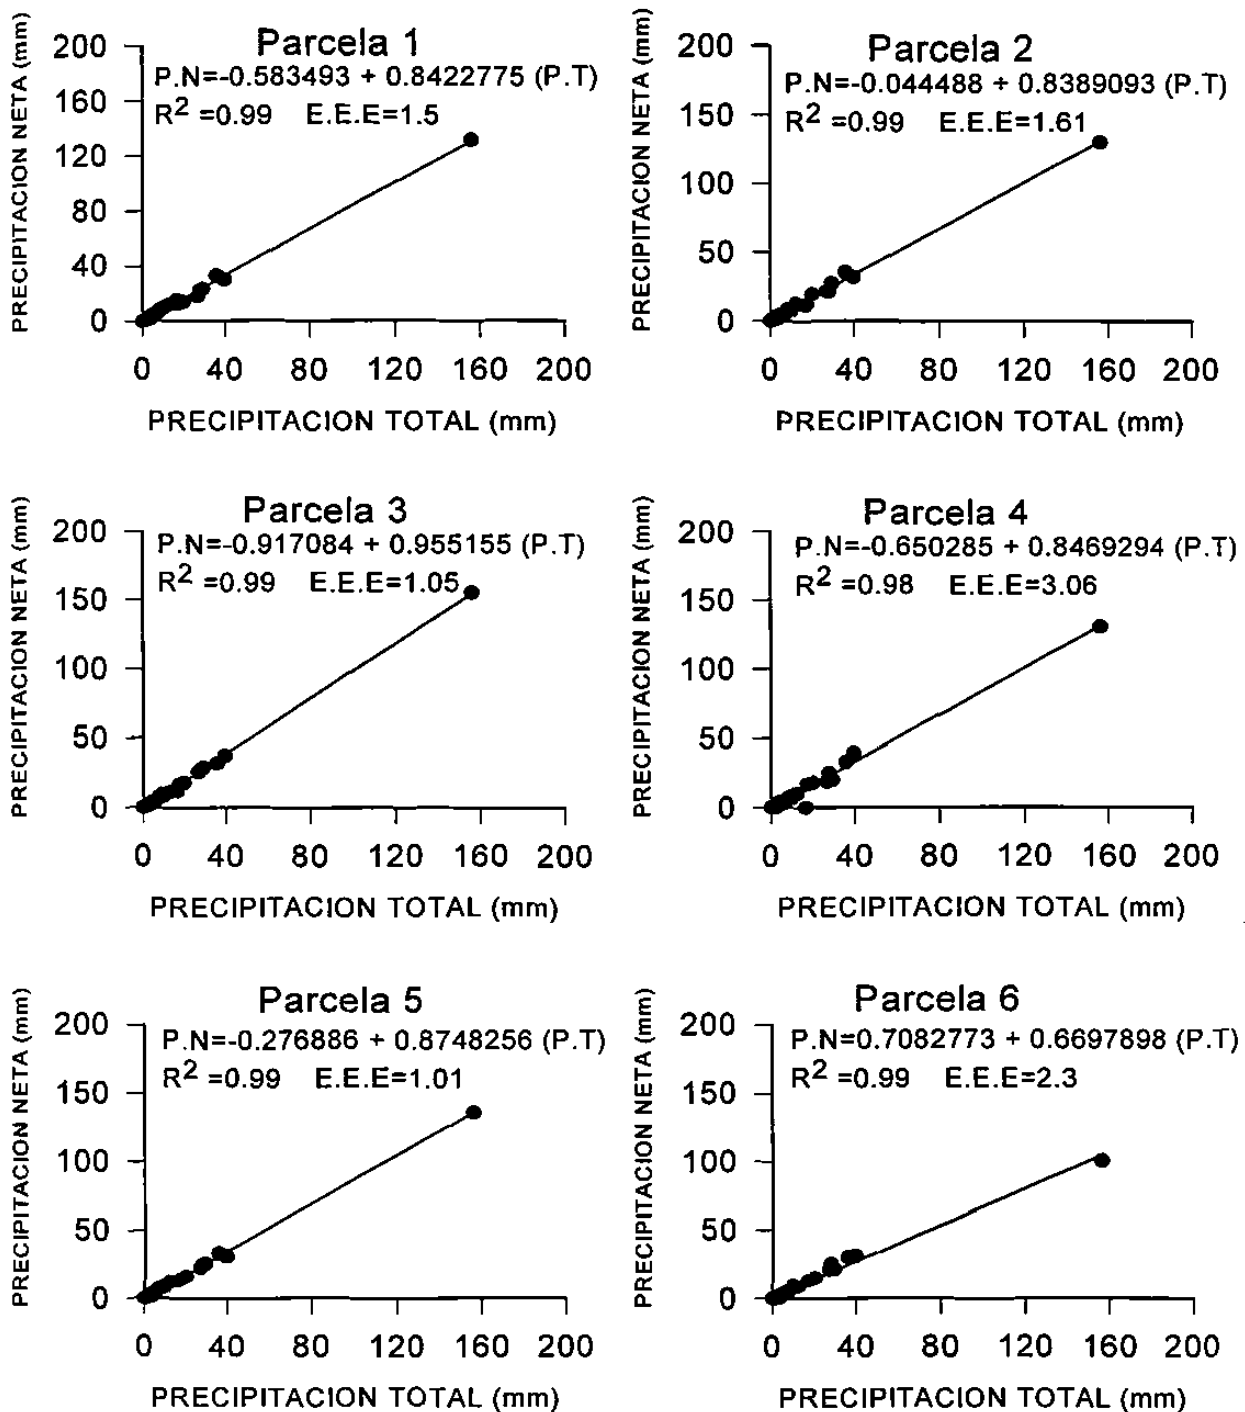 Parcela 1
P.N=-0.583493 + 0.8422775 (P.T)
R2 =0.99 E.E.E=1.5
PRECIPITACION NETA (mm)
200
160
120
80
40
0
0 40 80 120 160 200
PRECIPITACION TOTAL (mm)
Parcela 2
P.N=-0.044488 + 0.8389093 (P.T)
R2 =0.99 E.E.E=1.61
PRECIPITACION NETA (mm)
200
150
100
50
0
0 40 80 120 160 200
PRECIPITACION TOTAL (mm)
Parcela 3
P.N=-0.917084 + 0.955155 (P.T)
R2 =0.99 E.E.E=1.05
PRECIPITACION NETA (mm)
200
150
100
50
0
0 40 80 120 160 200
PRECIPITACION TOTAL (mm)
Parcela 4
P.N=-0.650285 + 0.8469294 (P.T)
R2 =0.98 E.E.E=3.06
PRECIPITACION NETA (mm)
200
150
100
50
0
0 40 80 120 160 200
PRECIPITACION TOTAL (mm)
Parcela 5
P.N=-0.276886 + 0.8748256 (P.T)
R2 =0.99 E.E.E=1.01
PRECIPITACION NETA (mm)
200
150
100
50
0
0 40 80 120 160 200
PRECIPITACION TOTAL (mm)
Parcela 6
P.N=0.7082773 + 0.6697898 (P.T)
R2 =0.99 E.E.E=2.3
PRECIPITACION NETA (mm)
200
150
100
50
0
0 40 80 120 160 200
PRECIPITACION TOTAL (mm)